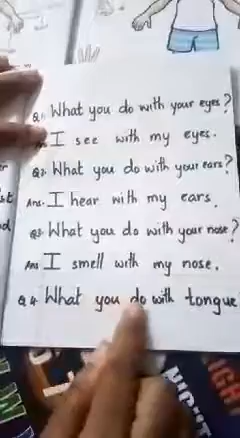 Q1. What you do with your eyes?
Ans. I see with my eyes.
Q2. What you do with your ears?
Ans. I hear with my ears.
Q3. What you do with your nose?
Ans I smell with my nose.
Q 4. What you do with tongue